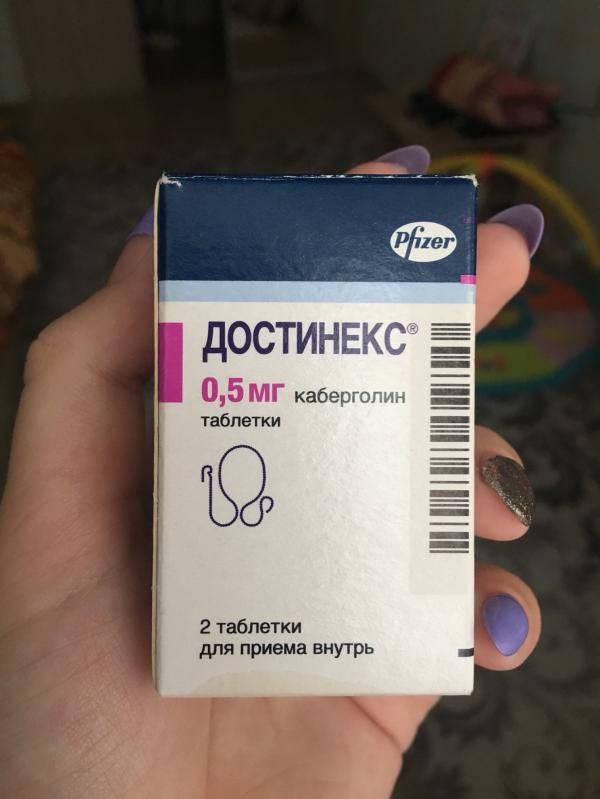 Pfizer
ДОСТИНЕКС®
0,5 мг каберголин
таблетки
2 таблетки
для приема внутрь